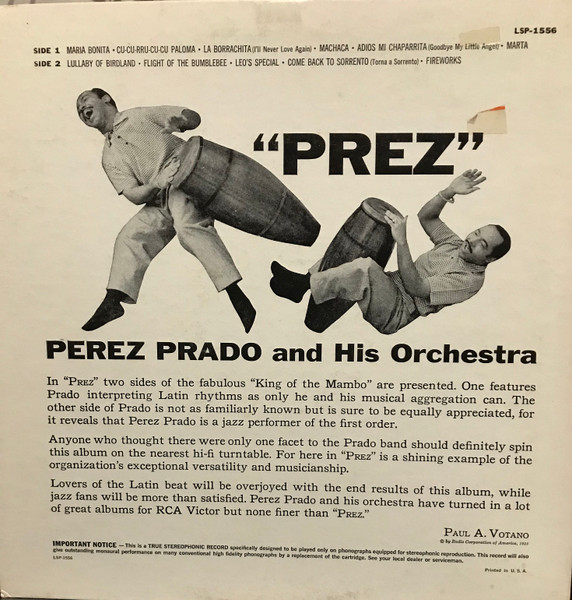 LSP-1556
SIDE 1 MARIA BONITA • CU-CU-RRU-CU-CU PALOMA • LA BORRACHITA (I'll Never Love Again) • MACHACA • ADIOS MI CHAPARRITA (Goodbye My Little Angel) • MARTA
SIDE 2 LULLABY OF BIRDLAND • FLIGHT OF THE BUMBLEBEE • LEO'S SPECIAL • COME BACK TO SORRENTO (Torna a Sorrento) • FIREWORKS
“PREZ”
PEREZ PRADO and His Orchestra
In “PREZ” two sides of the fabulous “King of the Mambo” are presented. One features
Prado interpreting Latin rhythms as only he and his musical aggregation can. The
other side of Prado is not as familiarly known but is sure to be equally appreciated, for
it reveals that Perez Prado is a jazz performer of the first order.
Anyone who thought there were only one facet to the Prado band should definitely spin
this album on the nearest hi-fi turntable. For here in “PREZ” is a shining example of the
organization's exceptional versatility and musicianship.
Lovers of the Latin beat will be overjoyed with the end results of this album, while
jazz fans will be more than satisfied. Perez Prado and his orchestra have turned in a lot
of great albums for RCA Victor but none finer than “PREZ.”
PAUL A. VOTANO
© by Radio Corporation of America,
IMPORTANT NOTICE — This is a TRUE STEREOPHONIC RECORD specifically designed to be played only on phonographs equipped for stereophonic reproduction. This record will also
give outstanding monaural performance on many conventional high fidelity phonographs by a replacement of the cartridge. See your local dealer or serviceman.
LSP-1556
Printed in U. S. A.